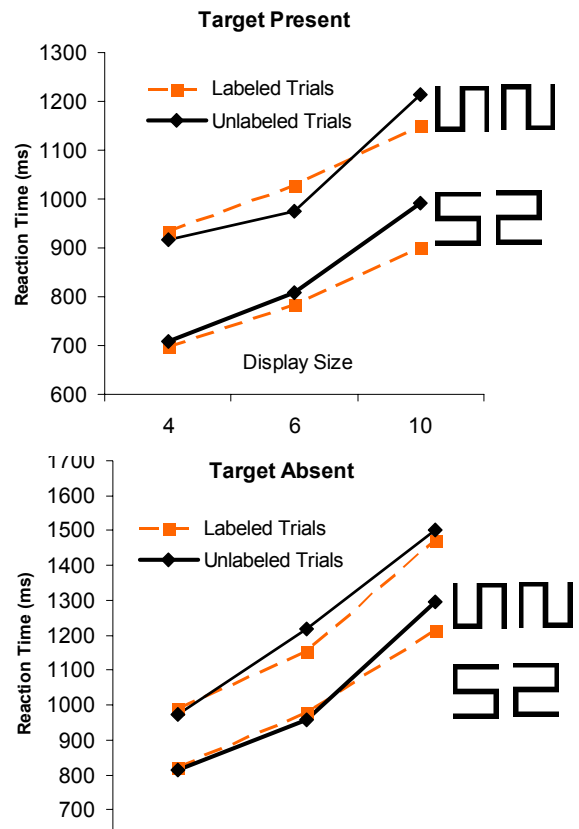 Target Present
1300
1200
1100
1000
900
800
700
600
Reaction Time (ms)
Labeled Trials
Unlabeled Trials
52
Display Size
4 6 10
Target Absent
1700
1600
1500
1400
1300
1200
1100
1000
900
800
700
Reaction Time (ms)
Labeled Trials
Unlabeled Trials
52